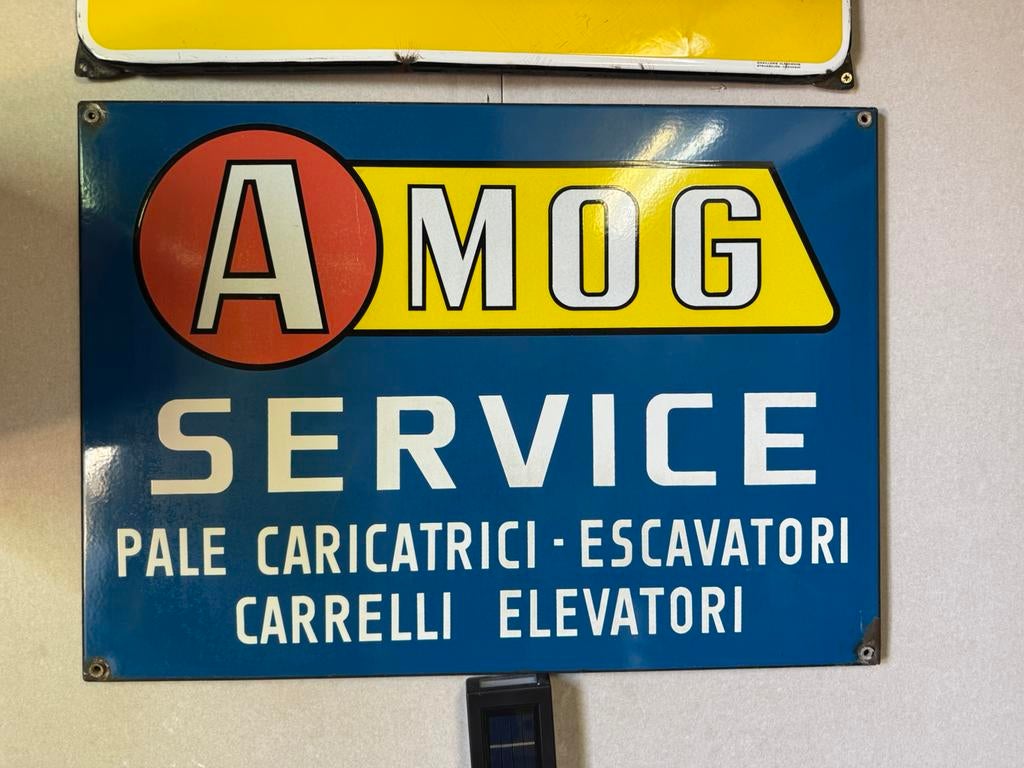 AMOG
SERVICE
PALE CARICATRICI - ESCAVATORI
CARRELLI ELEVATORI